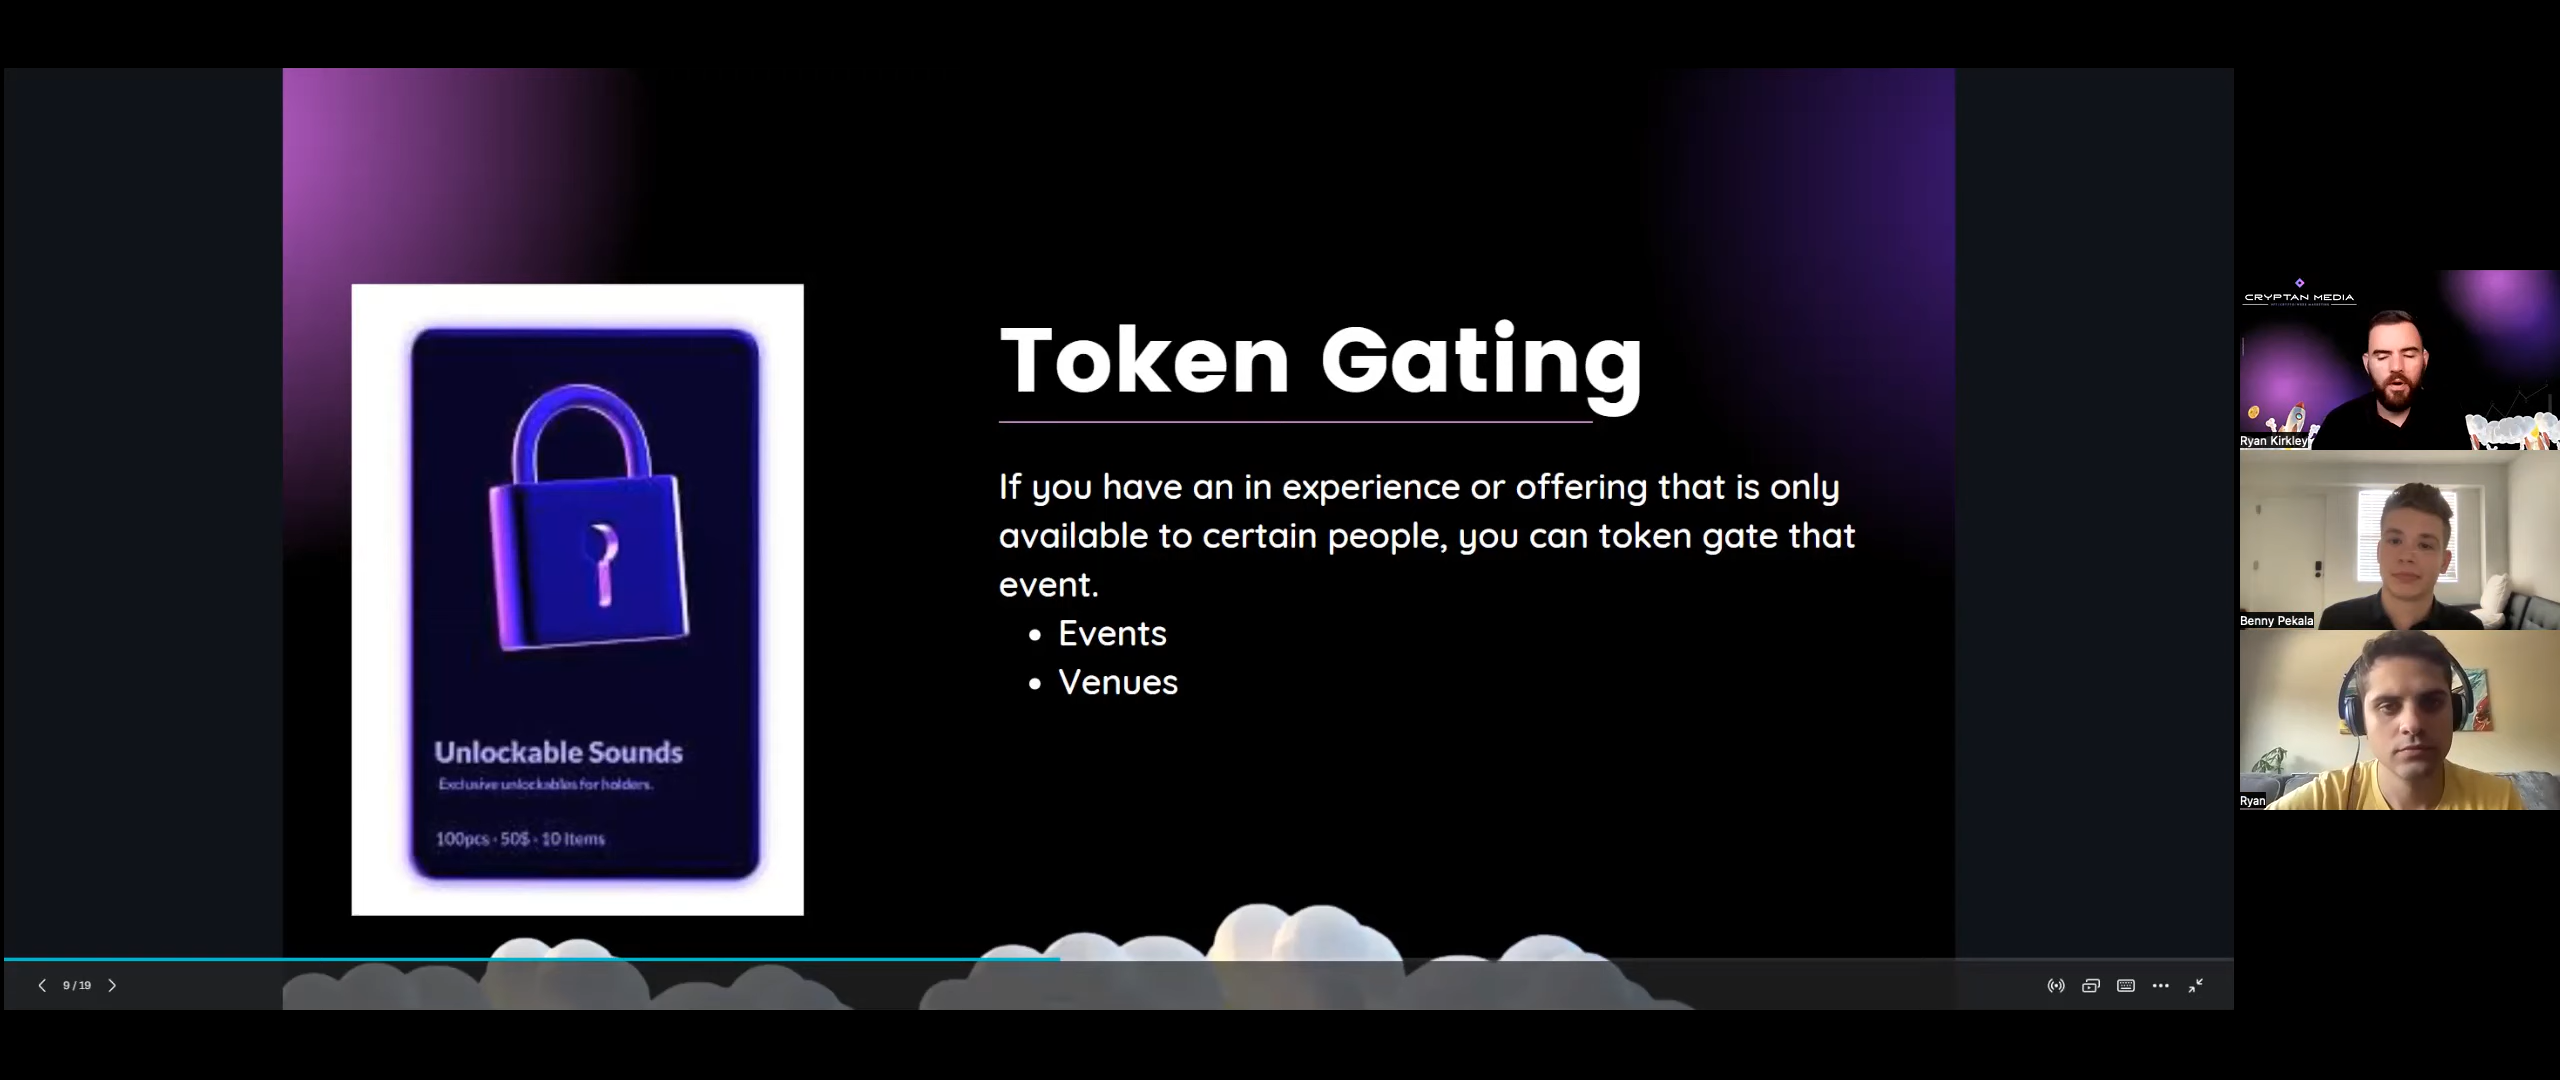 Token Gating
If you have an in experience or offering that is only
available to certain people, you can token gate that
event.
• Events
• Venues
Unlockable Sounds
Exclusive unlockables for holders.
100pcs · 50$ · 10 Items
9 / 19
CRYPTAN MEDIA
Ryan Kirkley
Benny Pekala
Ryan